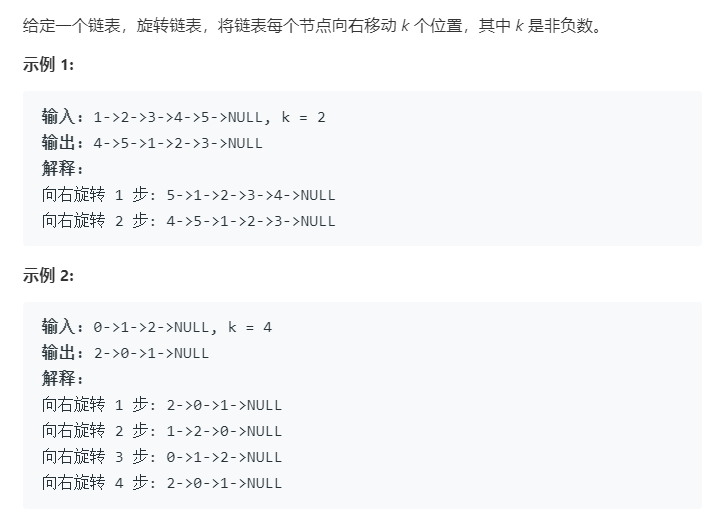 给定一个链表，旋转链表，将链表每个节点向右移动 k 个位置，其中 k 是非负数。
示例 1:
输入: 1->2->3->4->5->NULL, k = 2
输出: 4->5->1->2->3->NULL
解释:
向右旋转 1 步: 5->1->2->3->4->NULL
向右旋转 2 步: 4->5->1->2->3->NULL
示例 2:
输入: 0->1->2->NULL, k = 4
输出: 2->0->1->NULL
解释:
向右旋转 1 步: 2->0->1->NULL
向右旋转 2 步: 1->2->0->NULL
向右旋转 3 步: 0->1->2->NULL
向右旋转 4 步: 2->0->1->NULL